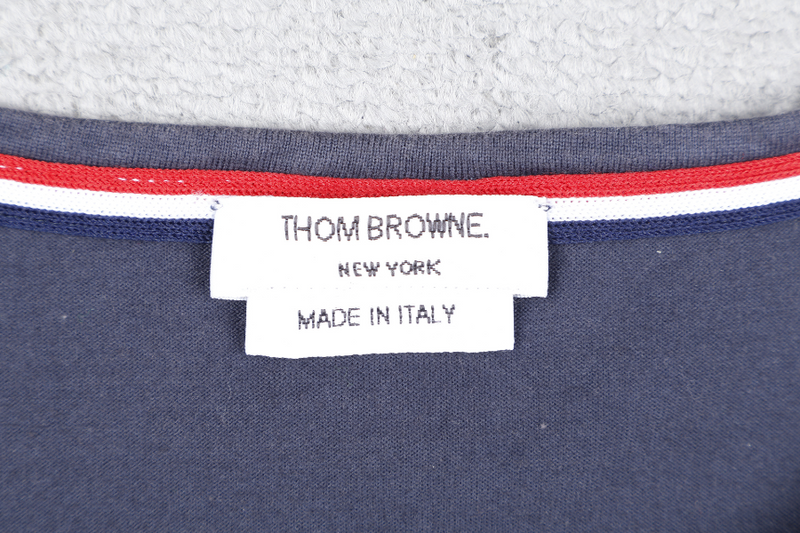 THOM BROWNE.
NEW YORK
MADE IN ITALY